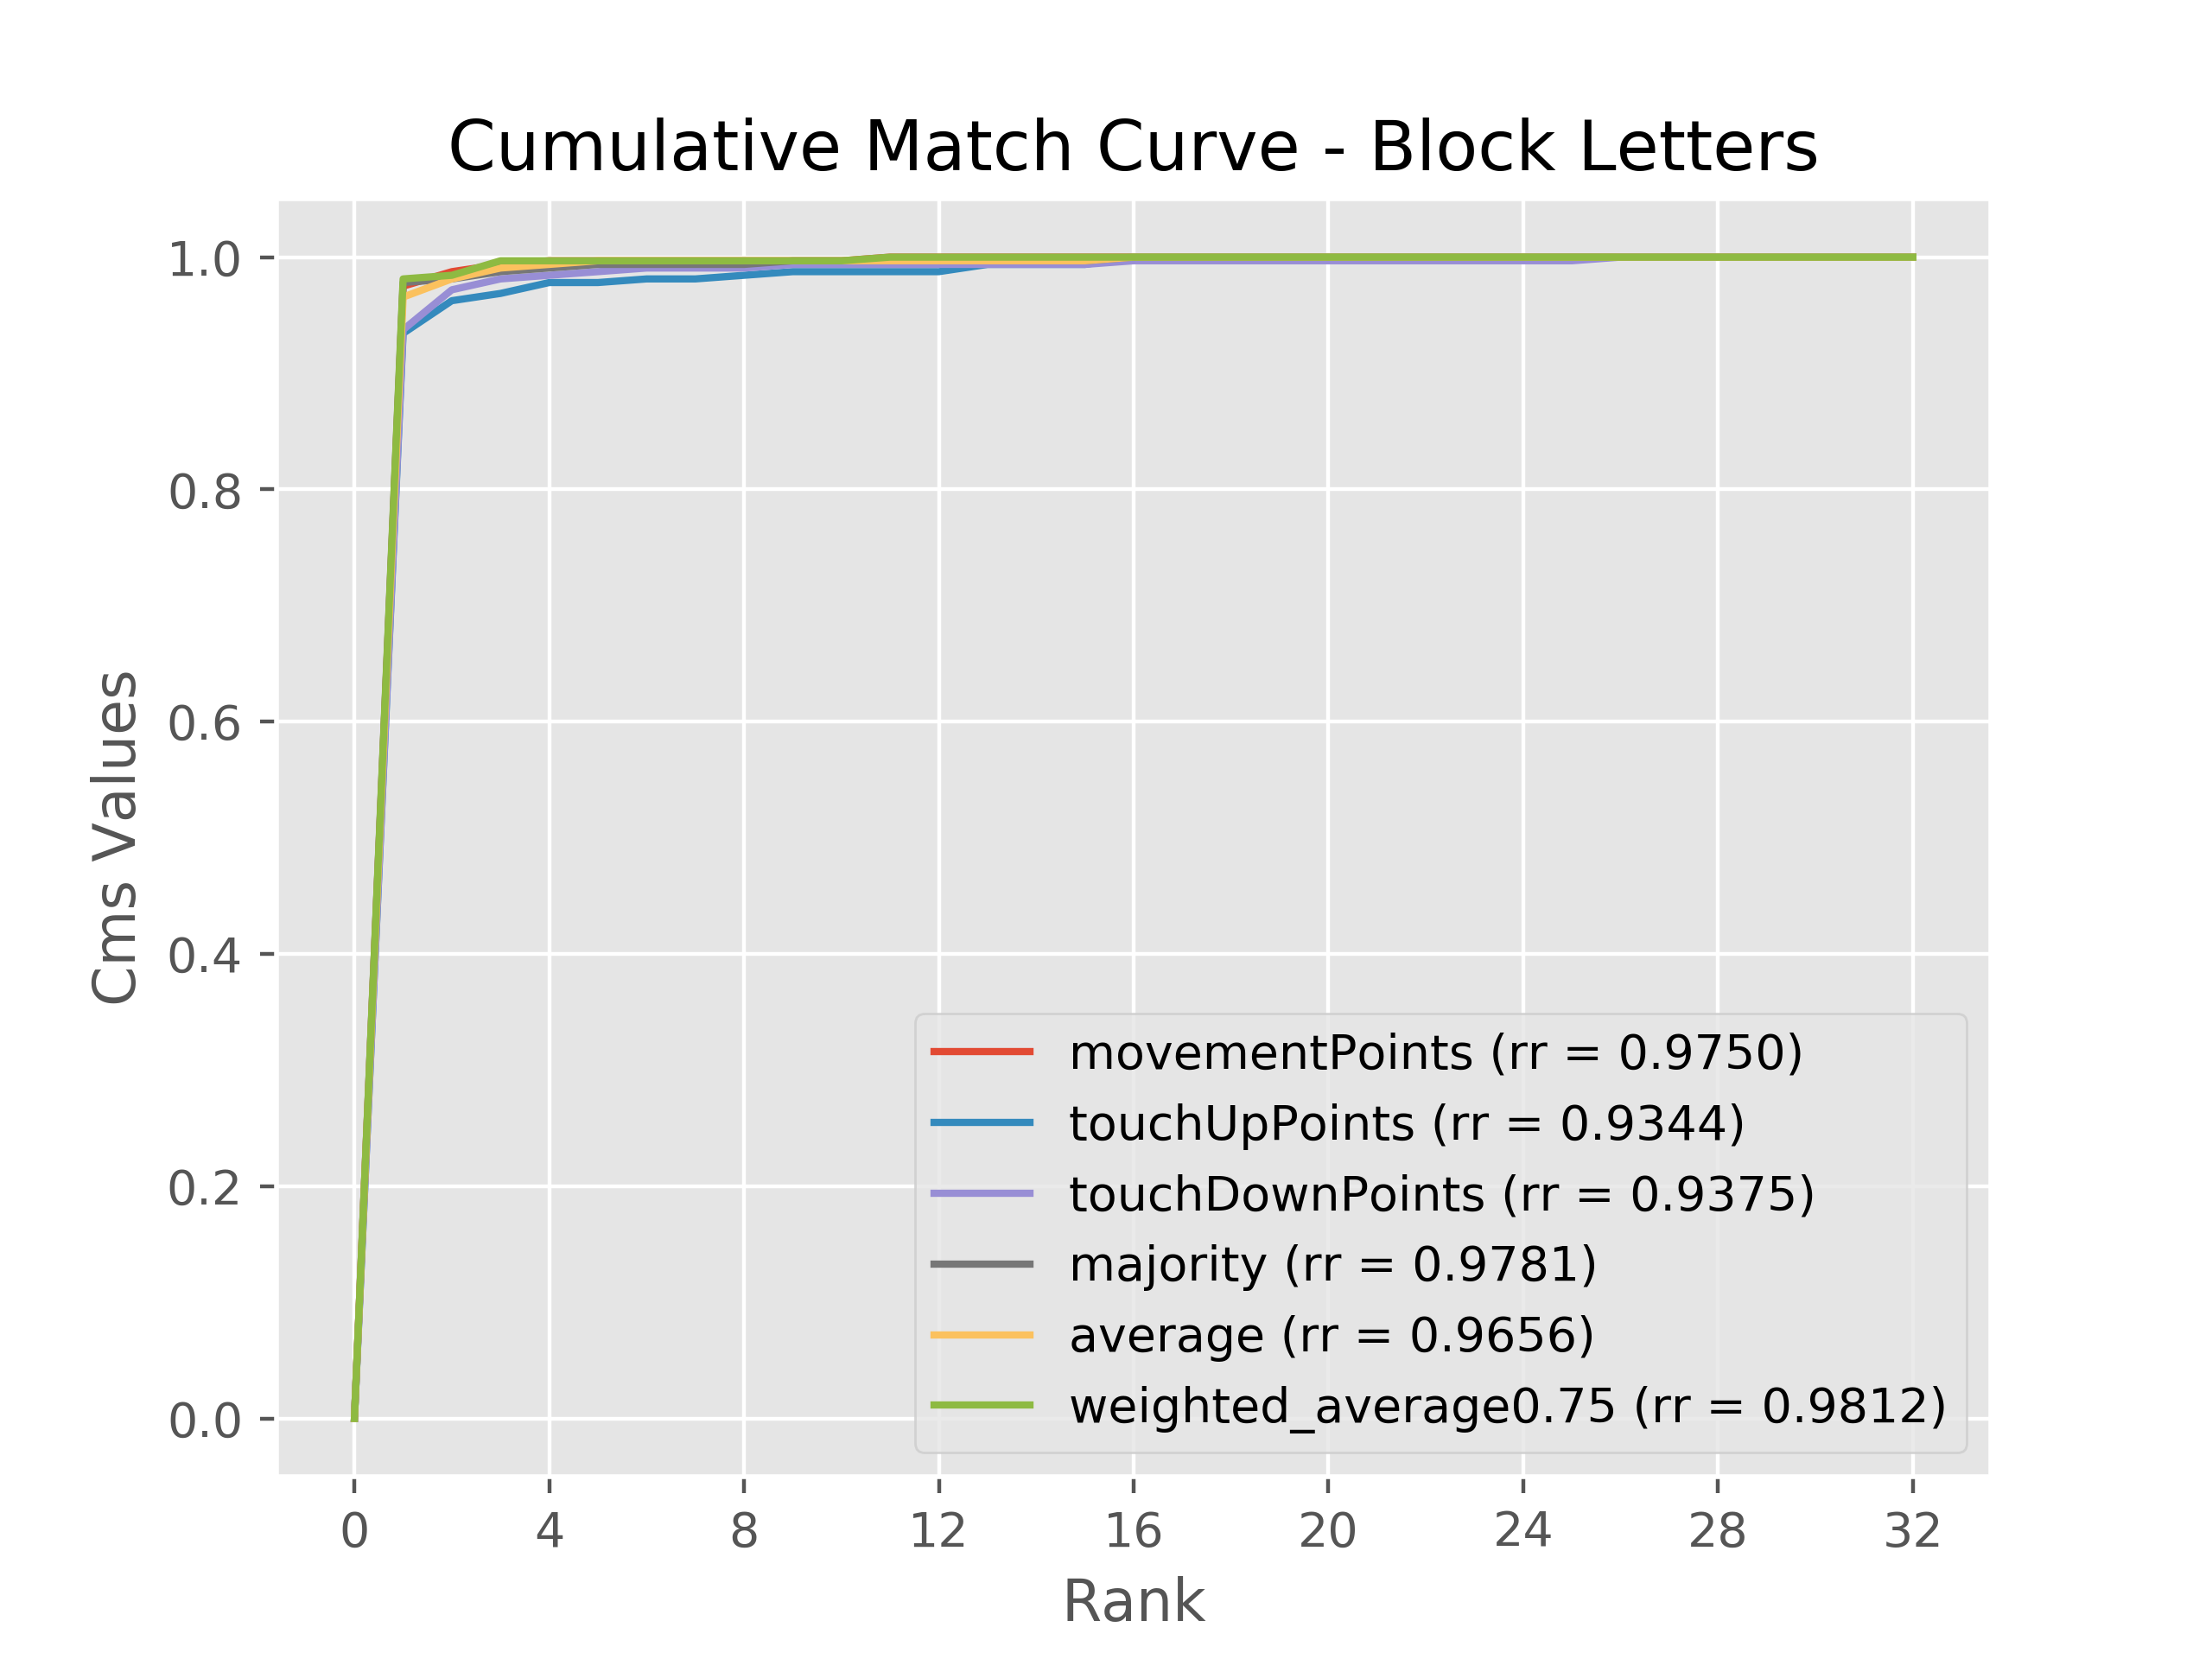 Cumulative Match Curve - Block Letters
1.0
0.8
0.6
0.4
0.2
0.0
Cms Values
movementPoints (rr = 0.9750)
touchUpPoints (rr = 0.9344)
touchDownPoints (rr = 0.9375)
majority (rr = 0.9781)
average (rr = 0.9656)
weighted_average0.75 (rr = 0.9812)
0 4 8 12 16 20 24 28 32
Rank